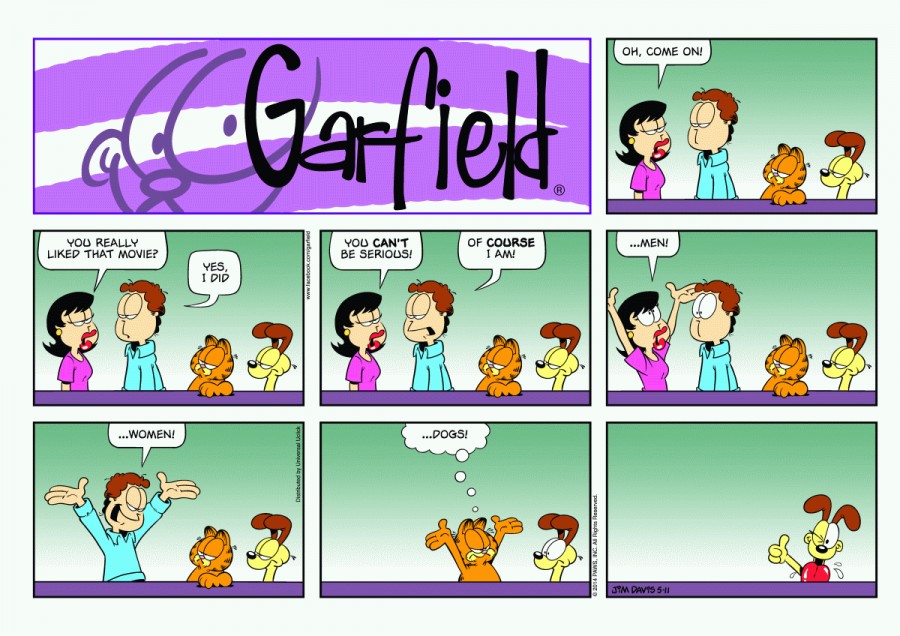 Garfield
®
OH, COME ON!
YOU REALLY
LIKED THAT MOVIE?
YES,
I DID
www.facebook.com/garfield
YOU CAN'T
BE SERIOUS!
OF COURSE
I AM!
...MEN!
...WOMEN!
Distributed by Universal Uclick
...DOGS!
© 2014 PAWS, INC. All Rights Reserved.
JIM DAVIS 5-11